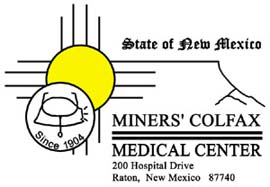 State of New Mexico
Since 1904
MINERS' COLFAX
MEDICAL CENTER
200 Hospital Drive
Raton, New Mexico 87740